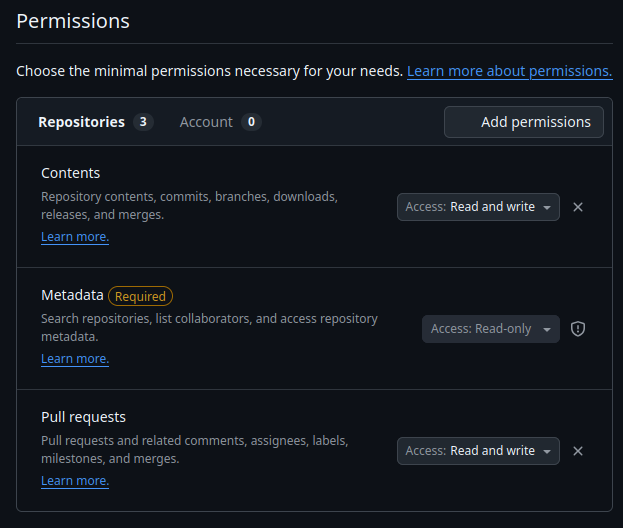 Permissions
Choose the minimal permissions necessary for your needs. Learn more about permissions.
Repositories 3 Account 0 Add permissions
Contents
Repository contents, commits, branches, downloads,
releases, and merges.
Learn more.
Access: Read and write
Metadata Required
Search repositories, list collaborators, and access repository
metadata.
Learn more.
Access: Read-only
Pull requests
Pull requests and related comments, assignees, labels,
milestones, and merges.
Learn more.
Access: Read and write